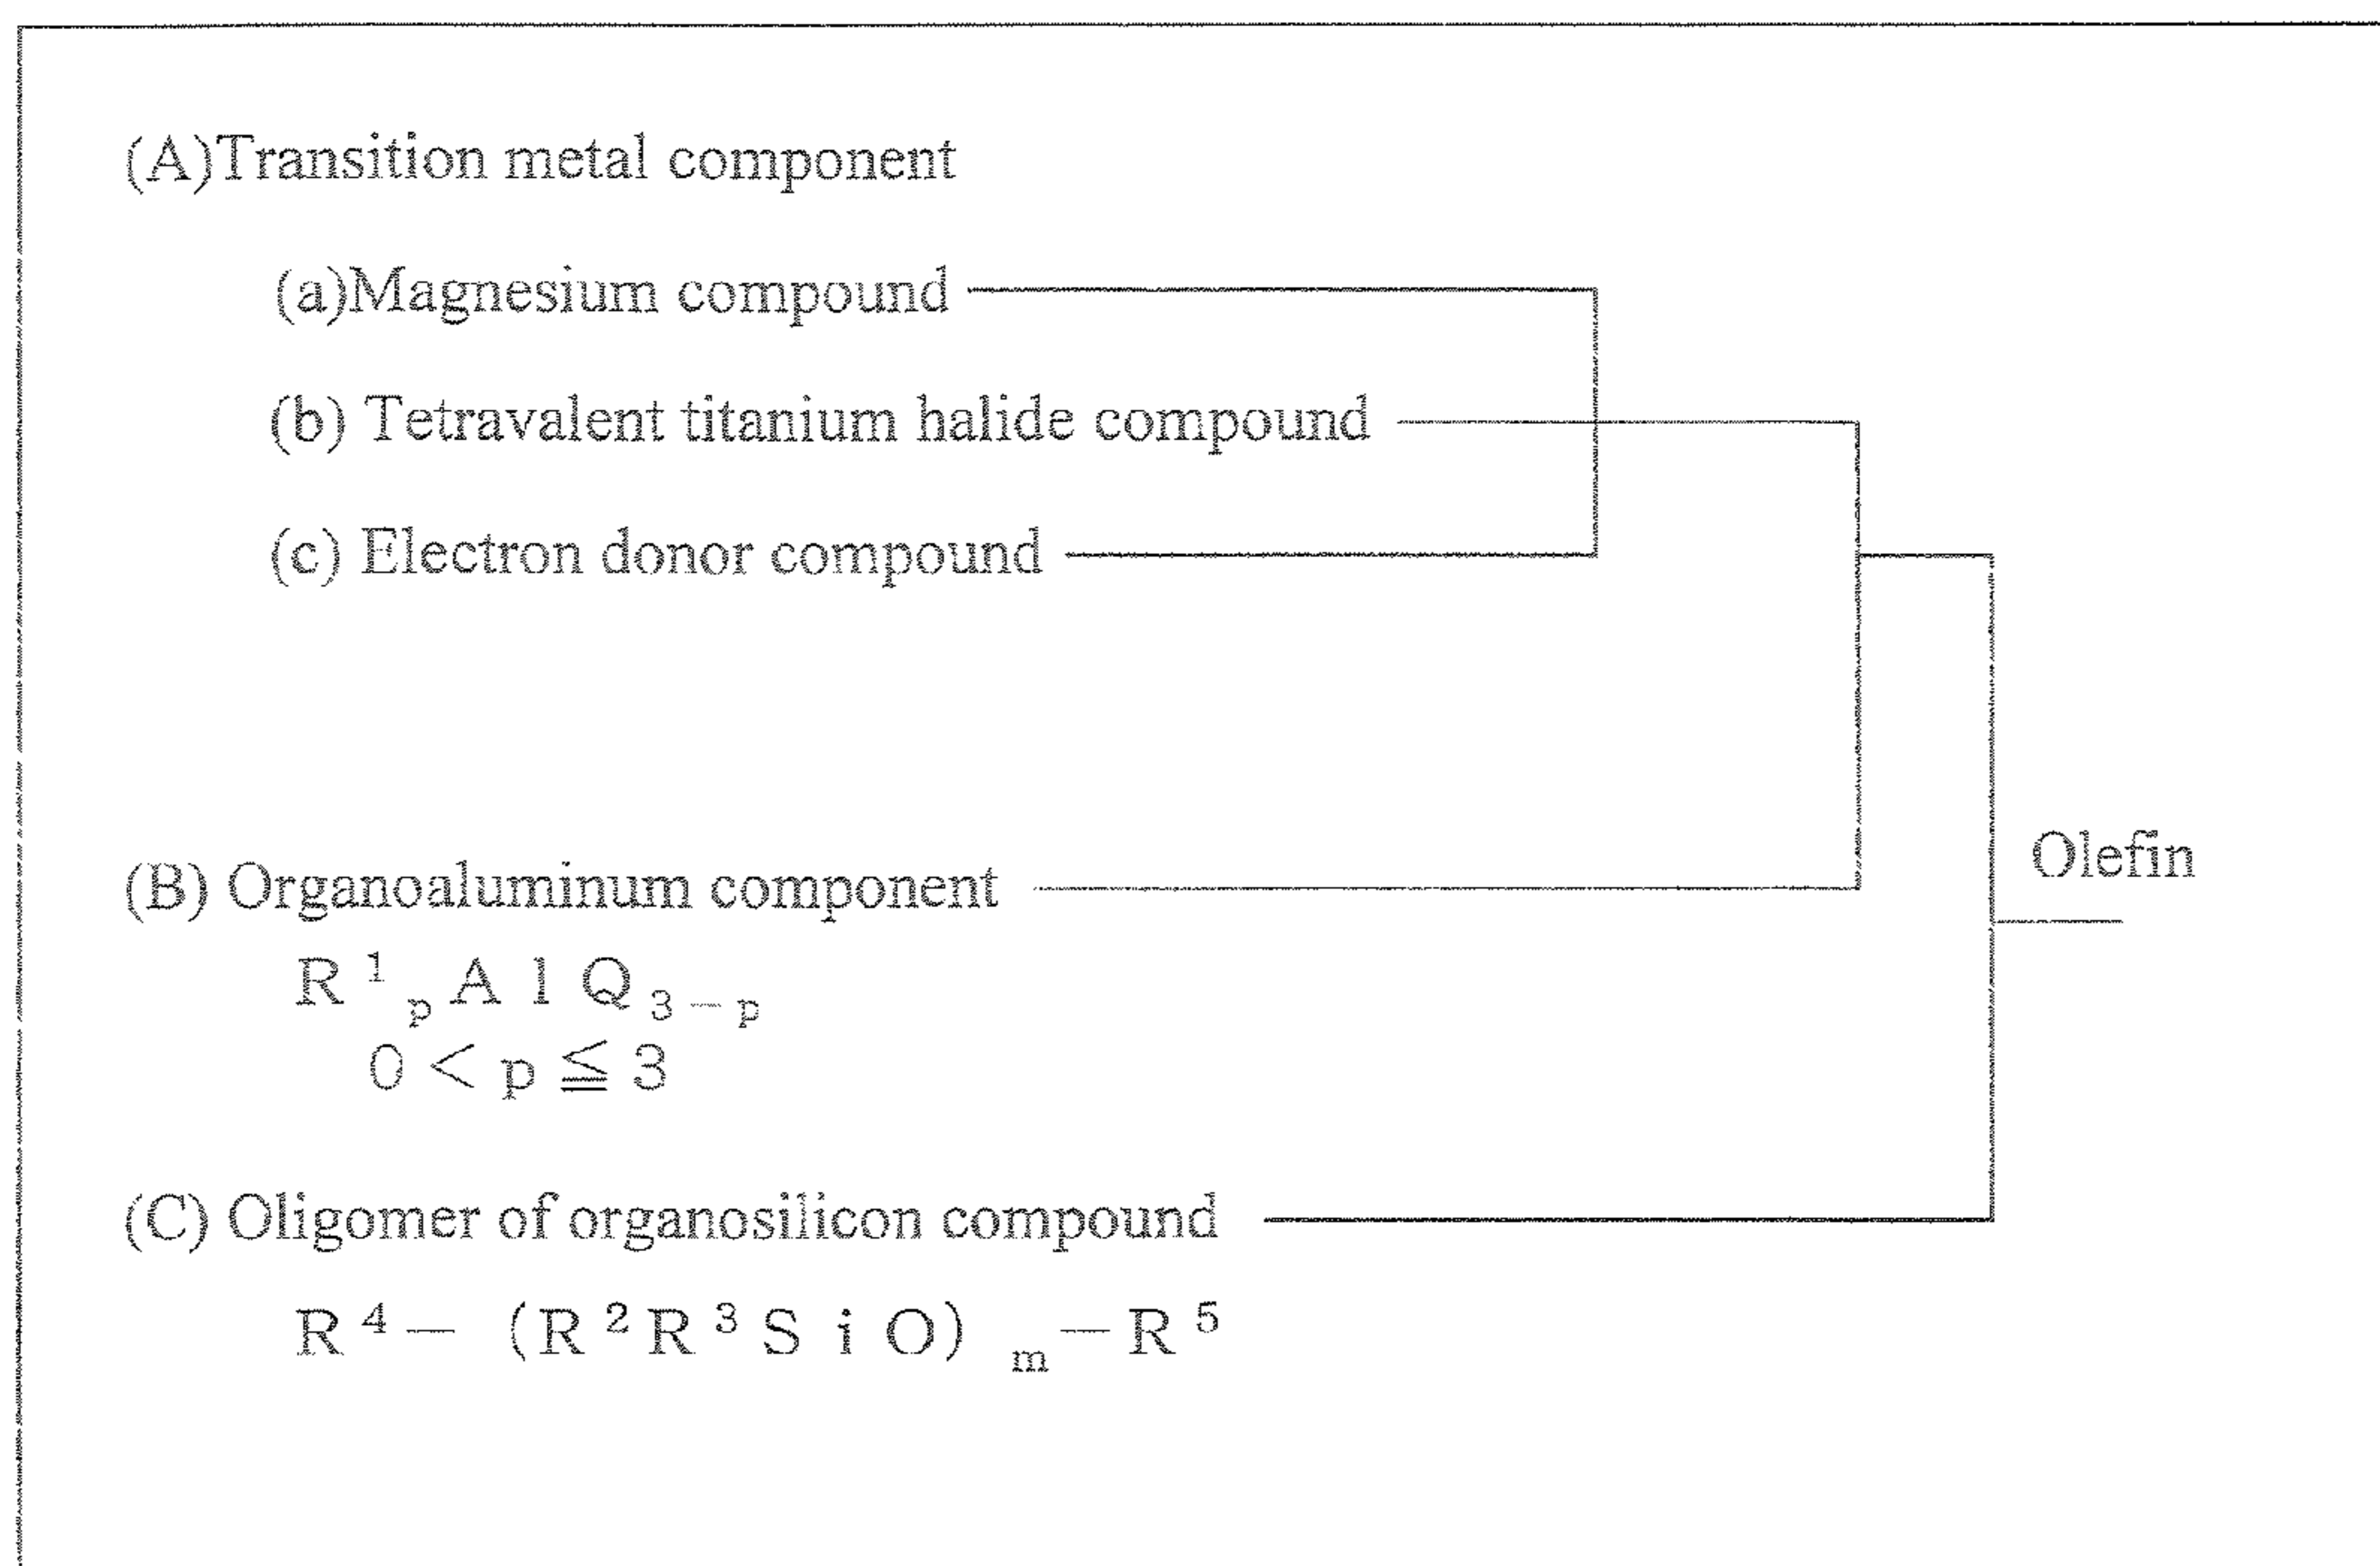 (A)Transition metal component
(a)Magnesium compound
(b) Tetravalent titanium halide compound
(c) Electron donor compound
(B) Organoaluminum component
Olefin
R¹ₚAlQ₃₋ₚ
0 < p ≦ 3
(C) Oligomer of organosilicon compound
R⁴— (R²R³SiO)ₘ—R⁵